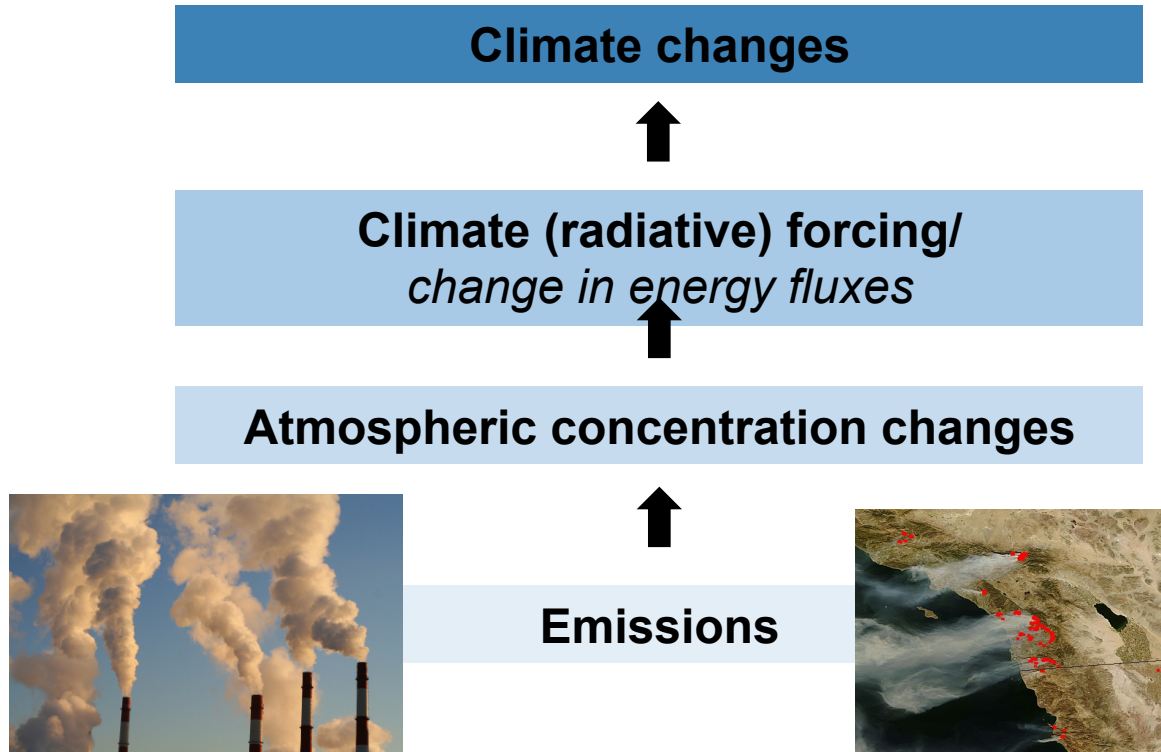 Climate changes
Climate (radiative) forcing/
change in energy fluxes
Atmospheric concentration changes
Emissions